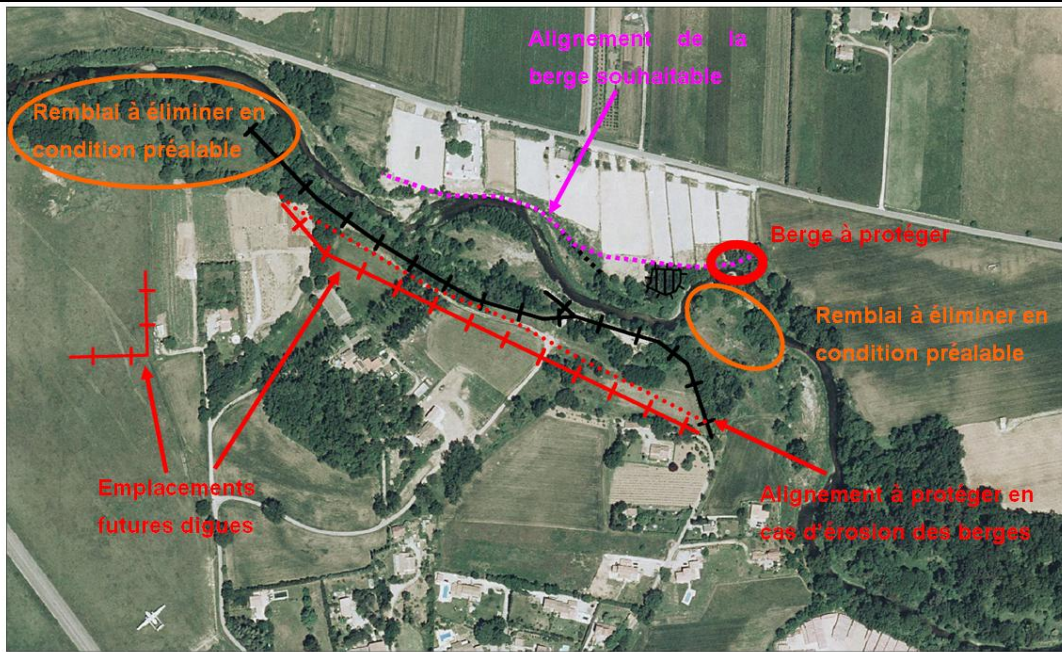 Alignement de la
berge souhaitable
Remblai à éliminer en
condition préalable
Berge à protéger
Remblai à éliminer en
condition préalable
Emplacements
futures digues
Alignement à protéger en
cas d'érosion des berges